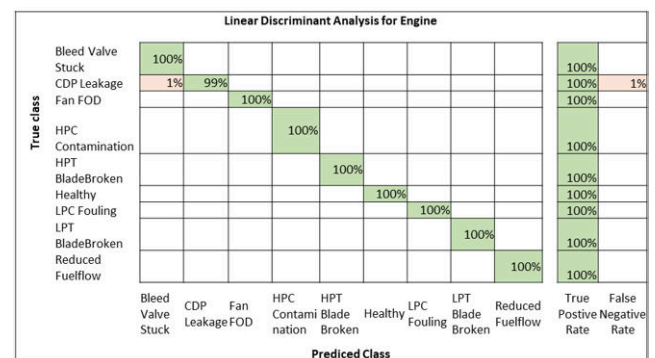 Linear Discriminant Analysis for Engine
True class
Bleed Valve
Stuck
100%
100%
CDP Leakage
1%
99%
100%
1%
Fan FOD
100%
100%
HPC
Contamination
100%
100%
HPT
BladeBroken
100%
100%
Healthy
100%
100%
LPC Fouling
100%
100%
LPT
BladeBroken
100%
100%
Reduced
Fuelflow
100%
100%
Bleed
Valve
Stuck
CDP
Leakage
Fan
FOD
HPC
Contami
nation
HPT
Blade
Broken
Healthy
LPC
Fouling
LPT
Blade
Broken
Reduced
Fuelflow
True
Postive
Rate
False
Negative
Rate
Prediced Class